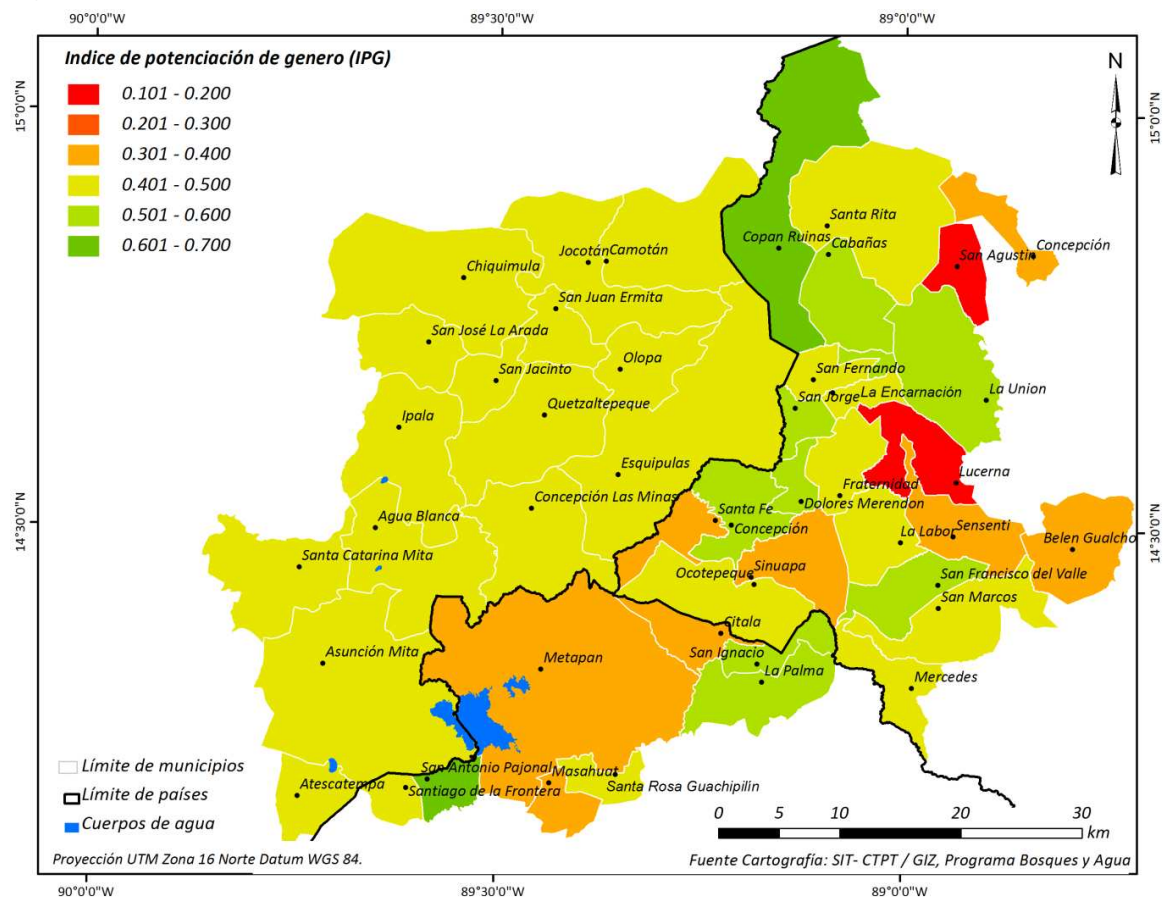 90°0'0"W
89°30'0"W
89°0'0"W
Indice de potenciación de genero (IPG)
0.101 - 0.200
0.201 - 0.300
0.301 - 0.400
0.401 - 0.500
0.501 - 0.600
0.601 - 0.700
N
15°0'0"N
15°0'0"N
Santa Rita
Copan Ruinas
Cabañas
Concepción
San Agustin
Jocotán
Camotán
Chiquimula
San Juan Ermita
San José La Arada
Olopa
San Jacinto
San Fernando
La Encarnación
San Jorge
La Union
Quetzaltepeque
Ipala
Esquipulas
Lucerna
Fraternidad
Concepción Las Minas
Santa Fe
Dolores Merendon
Agua Blanca
Concepción
La Labor
Sensenti
Belen Gualcho
14°30'0"N
14°30'0"N
Santa Catarina Mita
Ocotepeque
Sinuapa
San Francisco del Valle
San Marcos
Citala
Asunción Mita
Metapan
San Ignacio
La Palma
Mercedes
Límite de municipios
Límite de países
Cuerpos de agua
San Antonio Pajonal
Masahuat
Atescatempa
Santiago de la Frontera
Santa Rosa Guachipilín
0 5 10 20 30
km
Proyección UTM Zona 16 Norte Datum WGS 84.
Fuente Cartografía: SIT- CTPT / GIZ, Programa Bosques y Agua
90°0'0"W
89°30'0"W
89°0'0"W